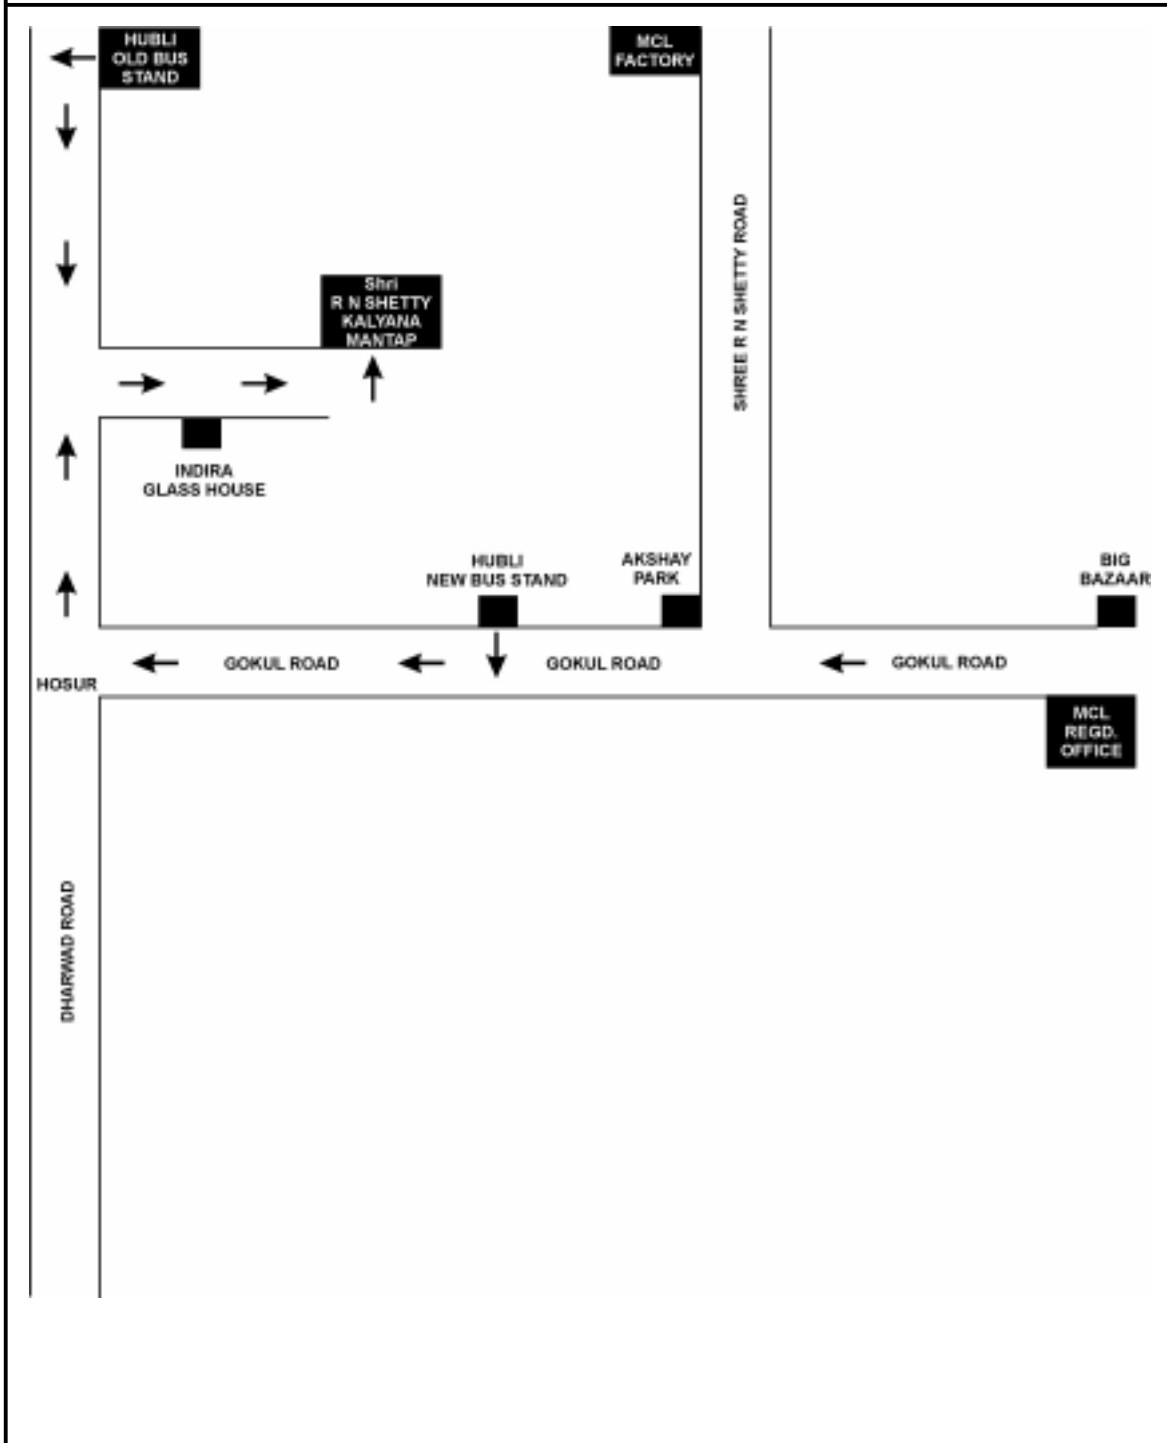 HUBLI
OLD BUS
STAND
MCL
FACTORY
SHREE R N SHETTY ROAD
Shri
R N SHETTY
KALYANA
MANTAP
INDIRA
GLASS HOUSE
HUBLI
NEW BUS STAND
AKSHAY
PARK
BIG
BAZAAR
GOKUL ROAD
GOKUL ROAD
GOKUL ROAD
HOSUR
MCL
REGD.
OFFICE
DHARWAD ROAD